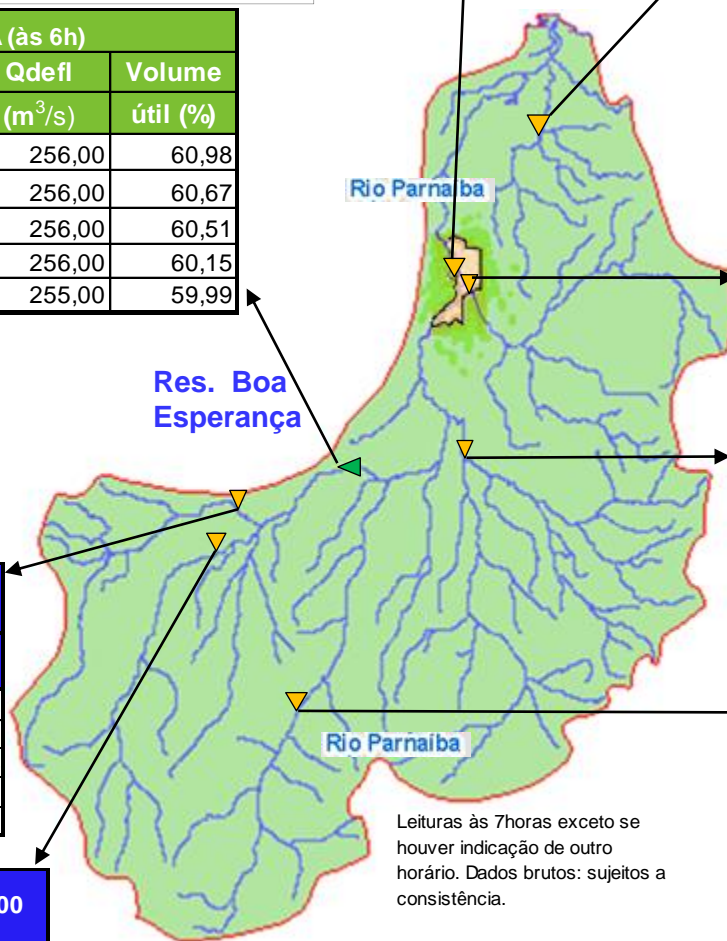 (às 6h)
Qdefl Volume
(m³/s) útil (%)
256,00 60,98
256,00 60,67
256,00 60,51
256,00 60,15
255,00 59,99
Rio Parnaíba
Res. Boa
Esperança
Rio Parnaíba
Leituras às 7horas exceto se
houver indicação de outro
horário. Dados brutos: sujeitos a
consistência.
00